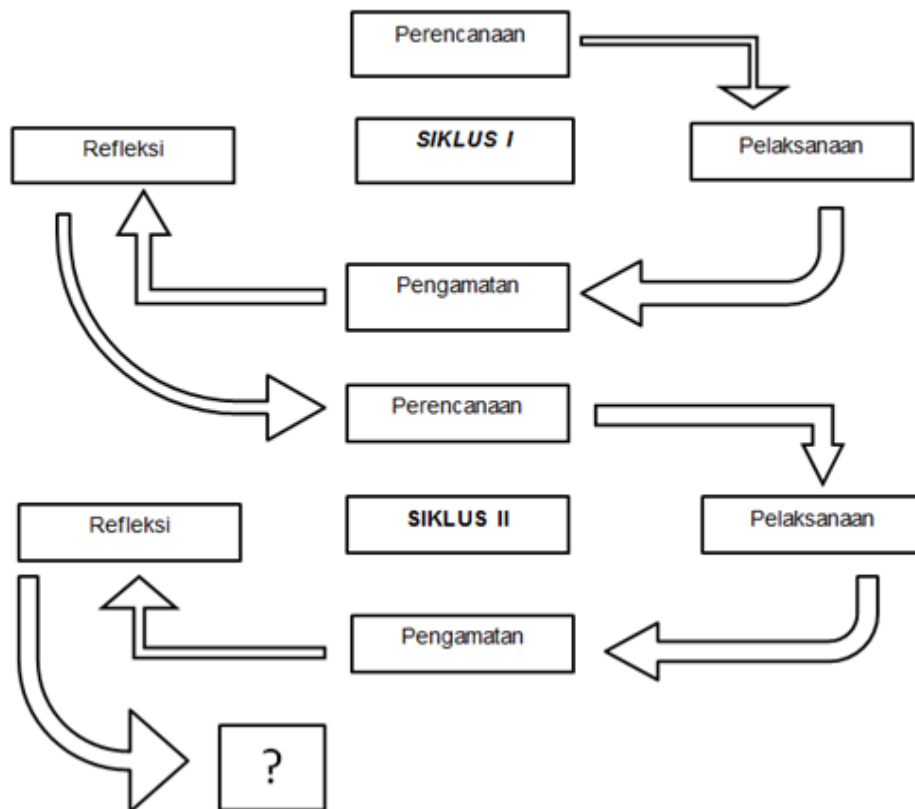 Perencanaan
Refleksi
SIKLUS I
Pelaksanaan
Pengamatan
Perencanaan
Refleksi
SIKLUS II
Pelaksanaan
Pengamatan
?